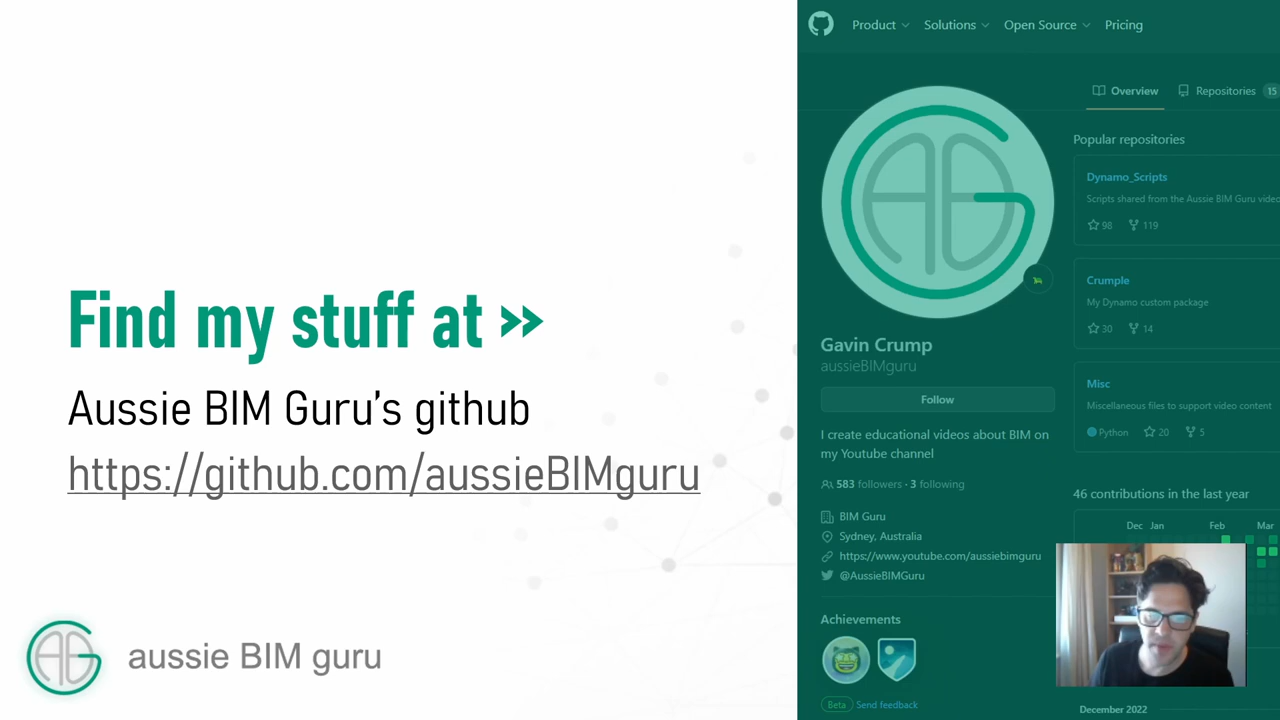 Find my stuff at >>
Aussie BIM Guru's github
https://github.com/aussieBIMguru
aussie BIM guru
Product
Solutions
Open Source
Pricing
Overview
Repositories 15
Gavin Crump
aussieBIMguru
Follow
I create educational videos about BIM on
my Youtube channel
583 followers · 3 following
BIM Guru
Sydney, Australia
https://www.youtube.com/aussiebimguru
@AussieBIMGuru
Achievements
Beta Send feedback
Popular repositories
Dynamo_Scripts
Scripts shared from the Aussie BIM Guru video
98 119
Crumple
My Dynamo custom package
30 14
Misc
Miscellaneous files to support video content
Python 20 5
46 contributions in the last year
Dec Jan Feb Mar
December 2022